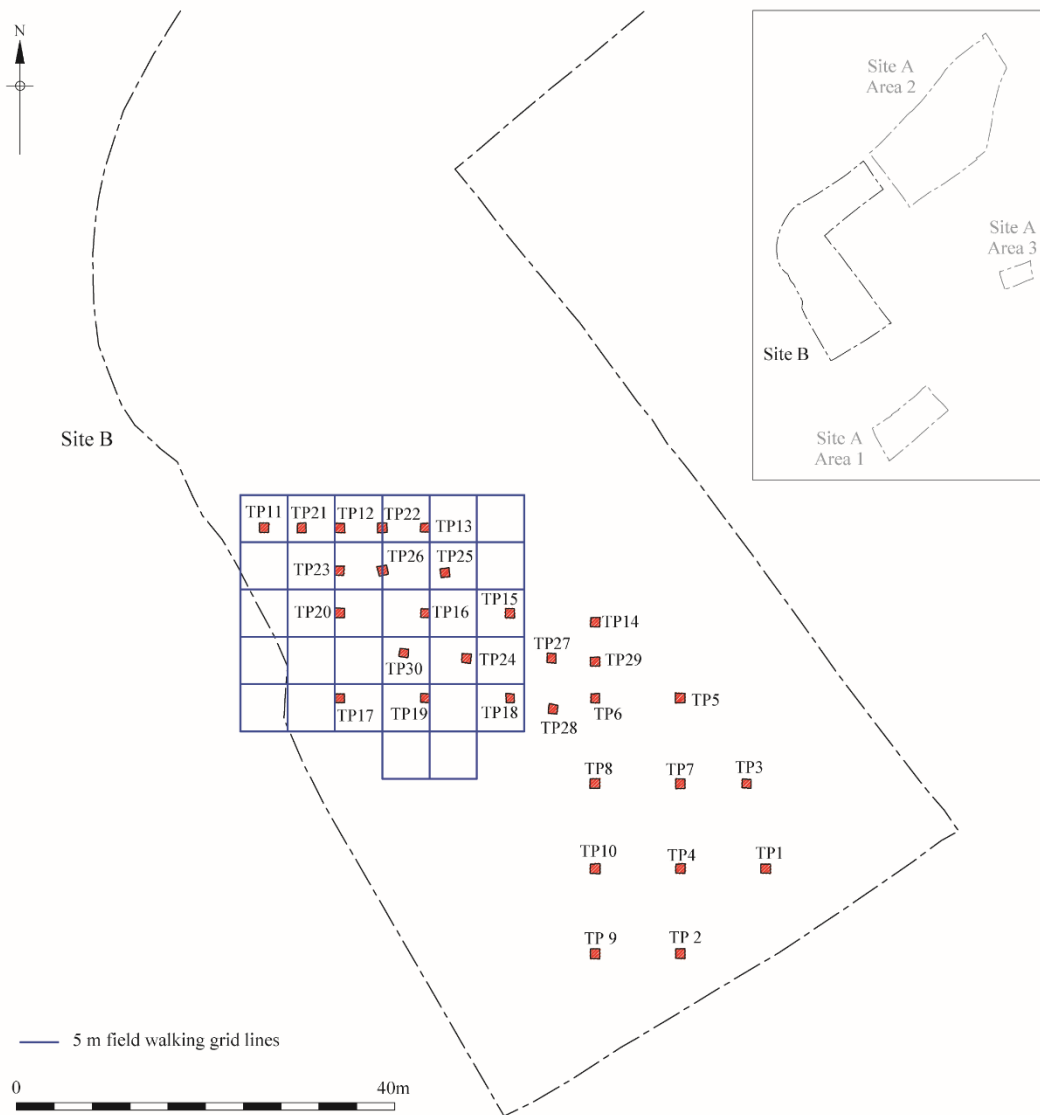 N
Site A
Area 2
Site A
Area 3
Site B
Site A
Area 1
Site B
TP11
TP21
TP12
TP22
TP13
TP23
TP26
TP25
TP20
TP16
TP15
TP14
TP30
TP24
TP27
TP29
TP17
TP19
TP18
TP28
TP6
TP5
TP8
TP7
TP3
TP10
TP4
TP1
TP 9
TP 2
5 m field walking grid lines
0
40m